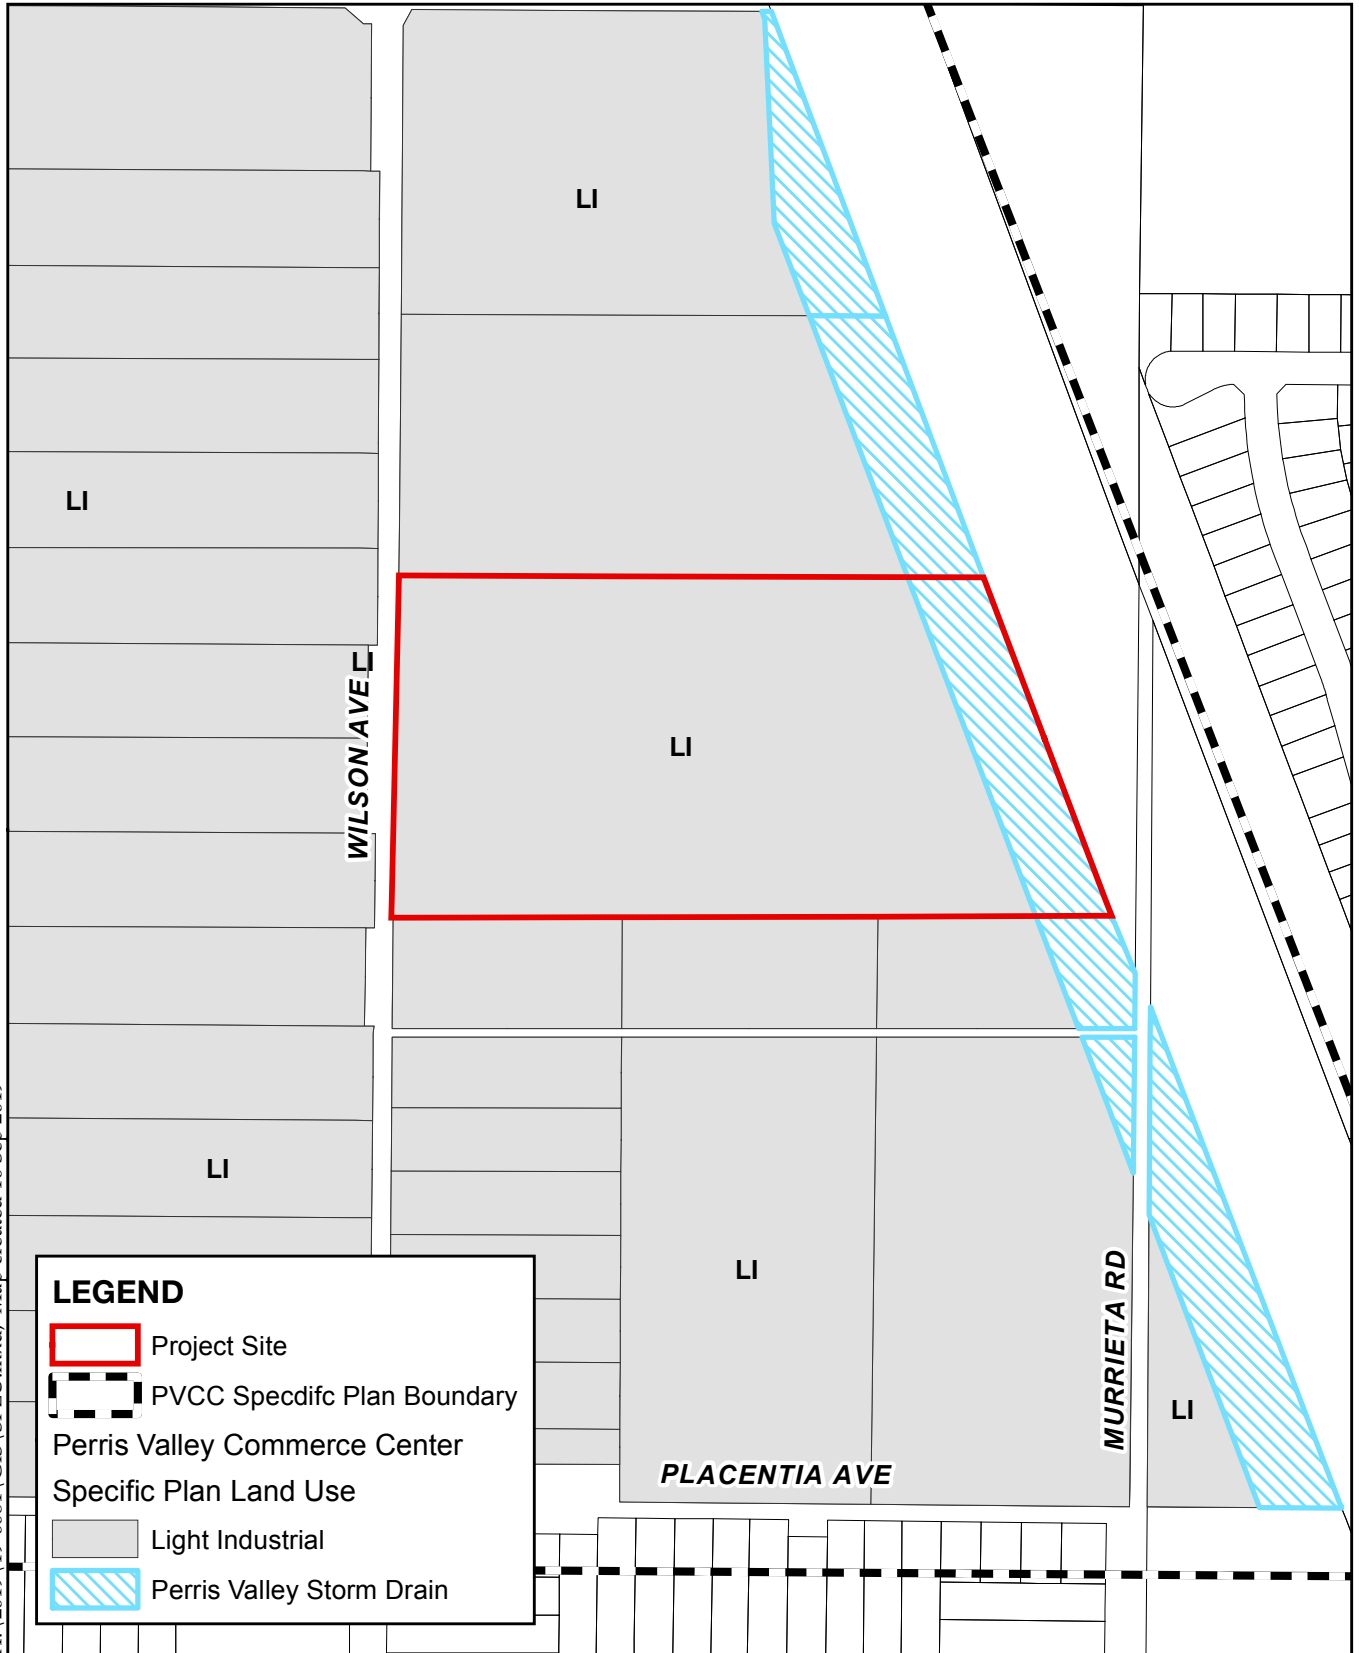 LI
LI
LI
WILSON AVE
LI
LI
LI
MURRIETA RD
LI
PLACENTIA AVE
LEGEND
Project Site
PVCC Specdifc Plan Boundary
Perris Valley Commerce Center
Specific Plan Land Use
Light Industrial
Perris Valley Storm Drain